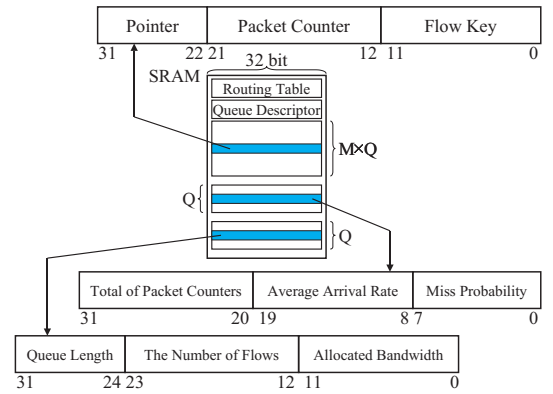 Pointer Packet Counter Flow Key
31 22 21 12 11 0
32 bit
SRAM
Routing Table
Queue Descriptor
M×Q
Q
Q
Total of Packet Counters Average Arrival Rate Miss Probability
31 20 19 8 7 0
Queue Length The Number of Flows Allocated Bandwidth
31 24 23 12 11 0